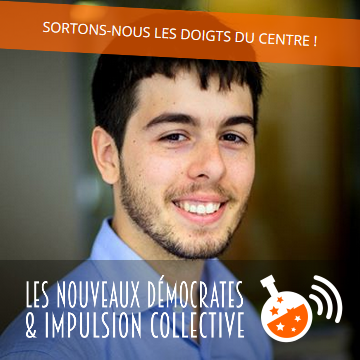 SORTONS-NOUS LES DOIGTS DU CENTRE !
LES NOUVEAUX DÉMOCRATES
& IMPULSION COLLECTIVE